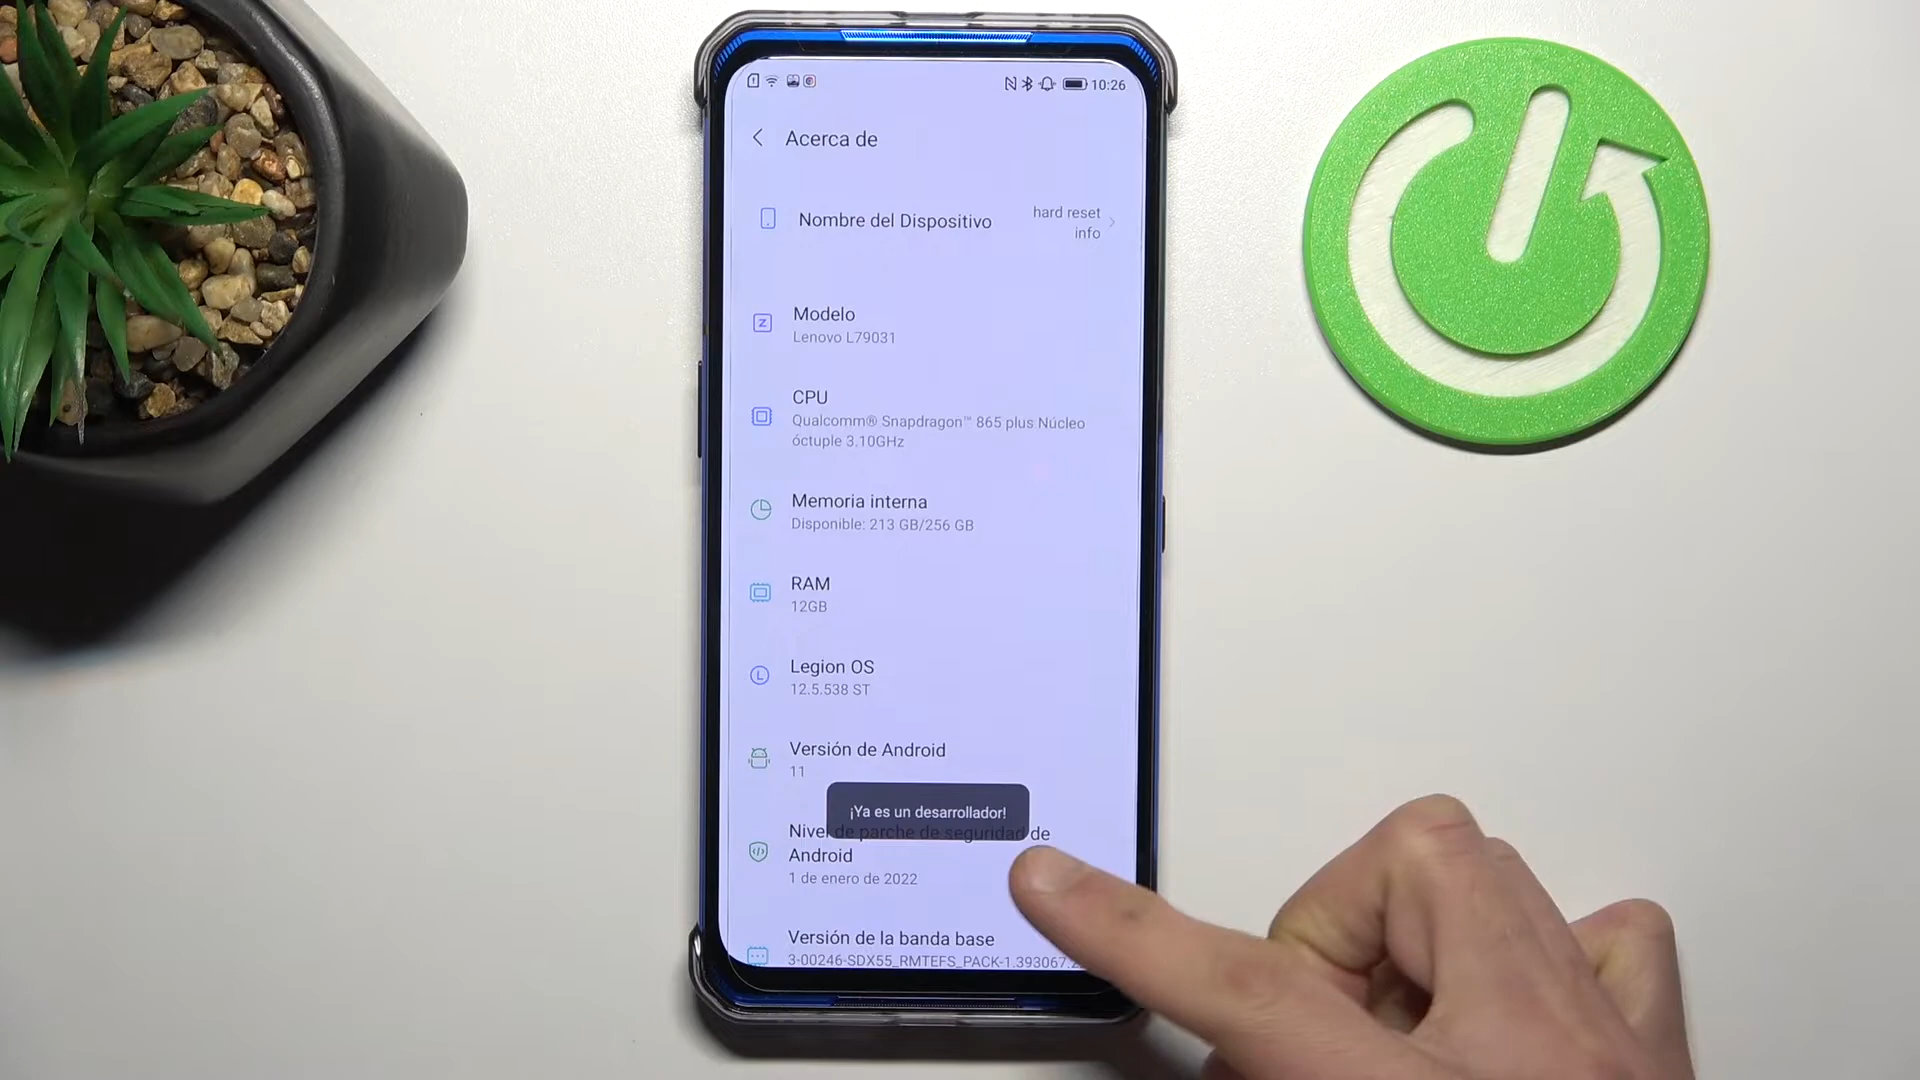 10:26
Acerca de
Nombre del Dispositivo
hard reset
info
Modelo
Lenovo L79031
CPU
Qualcomm® Snapdragon™ 865 plus Núcleo
óctuple 3.10GHz
Memoria interna
Disponible: 213 GB/256 GB
RAM
12GB
Legion OS
12.5.538 ST
Versión de Android
11
¡Ya es un desarrollador!
Nivel de parche de seguridad de
Android
1 de enero de 2022
Versión de la banda base
3-00246-SDX55_RMTEFS_PACK-1.393067.2